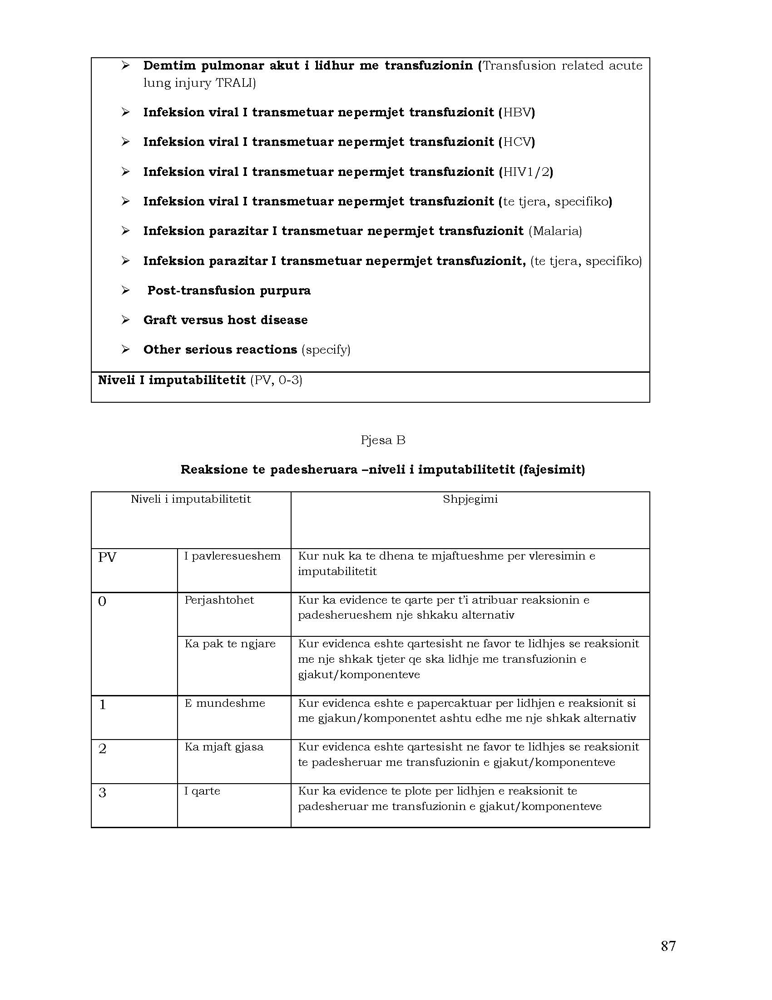 ➢ Demtim pulmonar akut i lidhur me transfuzionin (Transfusion related acute
lung injury TRALI)
➢ Infeksion viral I transmetuar nepermjet transfuzionit (HBV)
➢ Infeksion viral I transmetuar nepermjet transfuzionit (HCV)
➢ Infeksion viral I transmetuar nepermjet transfuzionit (HIV1/2)
➢ Infeksion viral I transmetuar nepermjet transfuzionit (te tjera, specifiko)
➢ Infeksion parazitar I transmetuar nepermjet transfuzionit (Malaria)
➢ Infeksion parazitar I transmetuar nepermjet transfuzionit, (te tjera, specifiko)
➢ Post-transfusion purpura
➢ Graft versus host disease
➢ Other serious reactions (specify)
Niveli I imputabilitetit (PV, 0-3)
Pjesa B
Reaksione te padesheruara –niveli i imputabilitetit (fajesimit)
Niveli i imputabilitetit Shpjegimi
PV I pavleresueshem Kur nuk ka te dhena te mjaftueshme per vleresimin e
imputabilitetit
0 Perjashtohet Kur ka evidence te qarte per t’i atribuar reaksionin e
padesherueshem nje shkaku alternativ
Ka pak te ngjare Kur evidenca eshte qartesisht ne favor te lidhjes se reaksionit
me nje shkak tjeter qe ska lidhje me transfuzionin e
gjakut/komponenteve
1 E mundeshme Kur evidenca eshte e papercaktuar per lidhjen e reaksionit si
me gjakun/komponentet ashtu edhe me nje shkak alternativ
2 Ka mjaft gjasa Kur evidenca eshte qartesisht ne favor te lidhjes se reaksionit
te padesheruar me transfuzionin e gjakut/komponenteve
3 I qarte Kur ka evidence te plote per lidhjen e reaksionit te
padesheruar me transfuzionin e gjakut/komponenteve
87